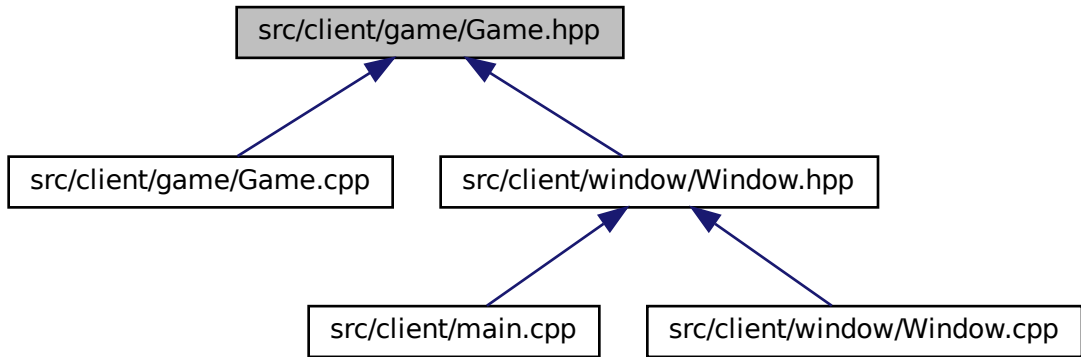 src/client/game/Game.hpp
src/client/game/Game.cpp
src/client/window/Window.hpp
src/client/main.cpp
src/client/window/Window.cpp